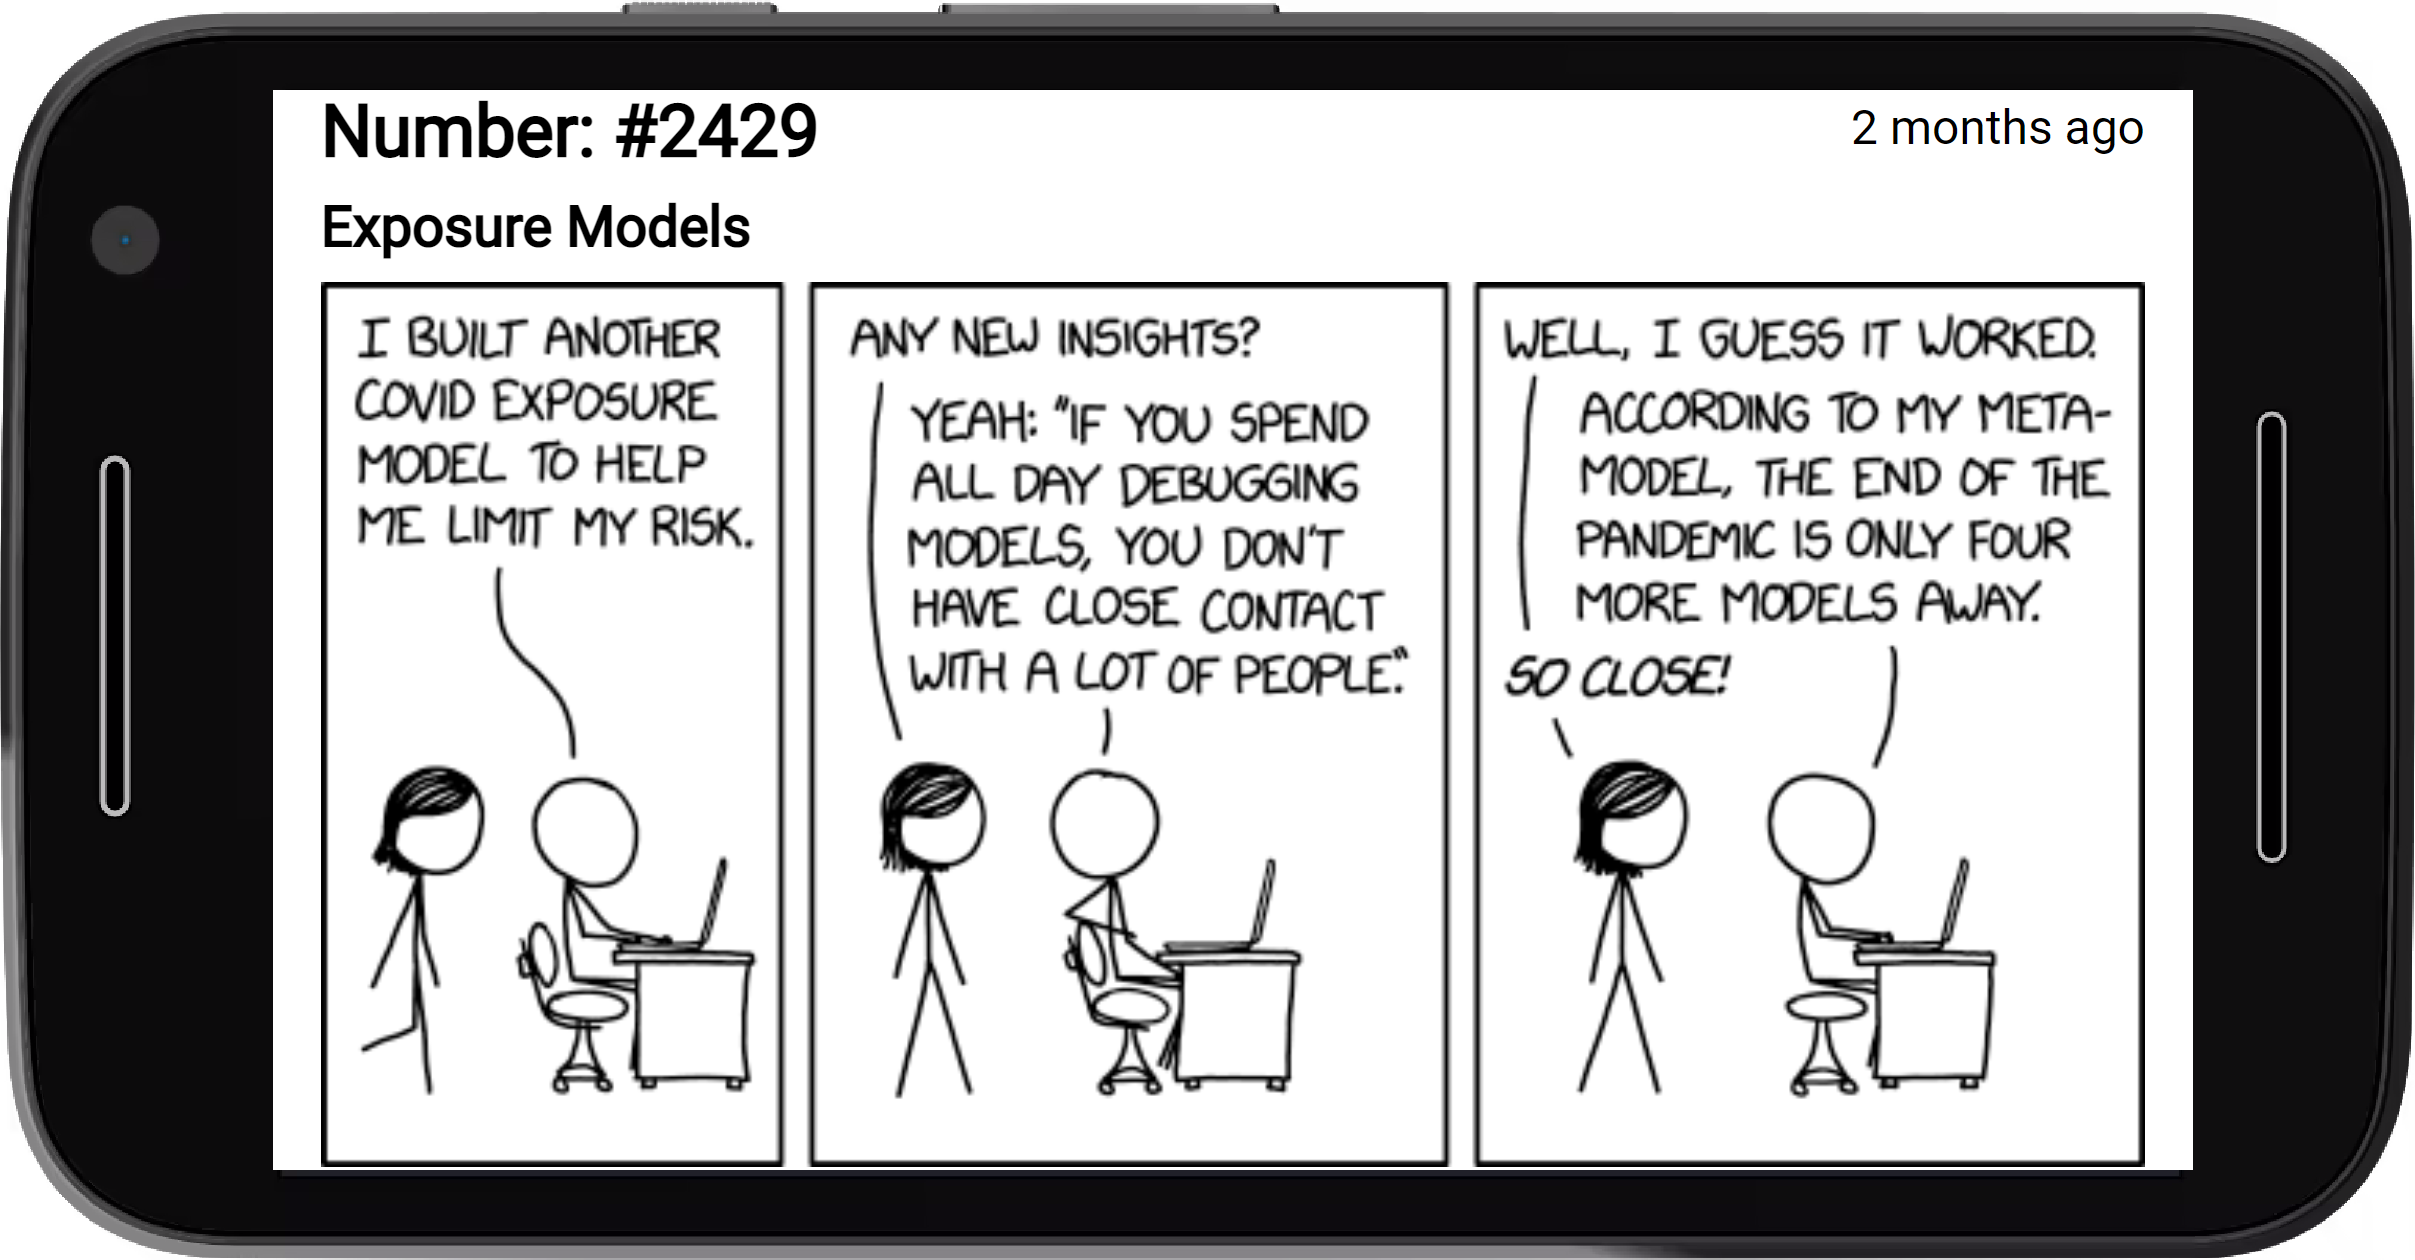 Number: #2429
2 months ago
Exposure Models
I BUILT ANOTHER
COVID EXPOSURE
MODEL TO HELP
ME LIMIT MY RISK.
ANY NEW INSIGHTS?
YEAH: "IF YOU SPEND
ALL DAY DEBUGGING
MODELS, YOU DON'T
HAVE CLOSE CONTACT
WITH A LOT OF PEOPLE."
WELL, I GUESS IT WORKED.
ACCORDING TO MY META-
MODEL, THE END OF THE
PANDEMIC IS ONLY FOUR
MORE MODELS AWAY.
SO CLOSE!